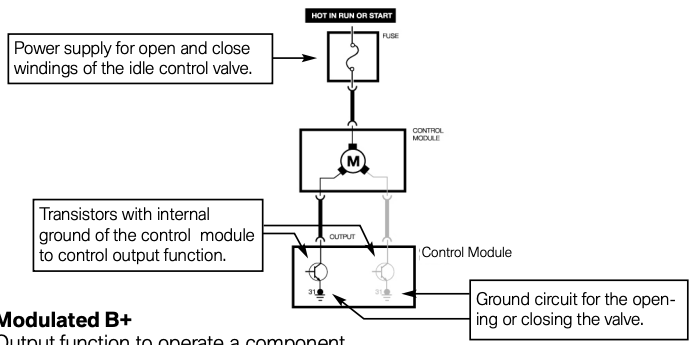 HOT IN RUN OR START
FUSE
Power supply for open and close
windings of the idle control valve.
CONTROL
MODULE
M
Transistors with internal
ground of the control module
to control output function.
OUTPUT
Control Module
31
31
Ground circuit for the open-
ing or closing the valve.
Modulated B+
Output function to operate a component